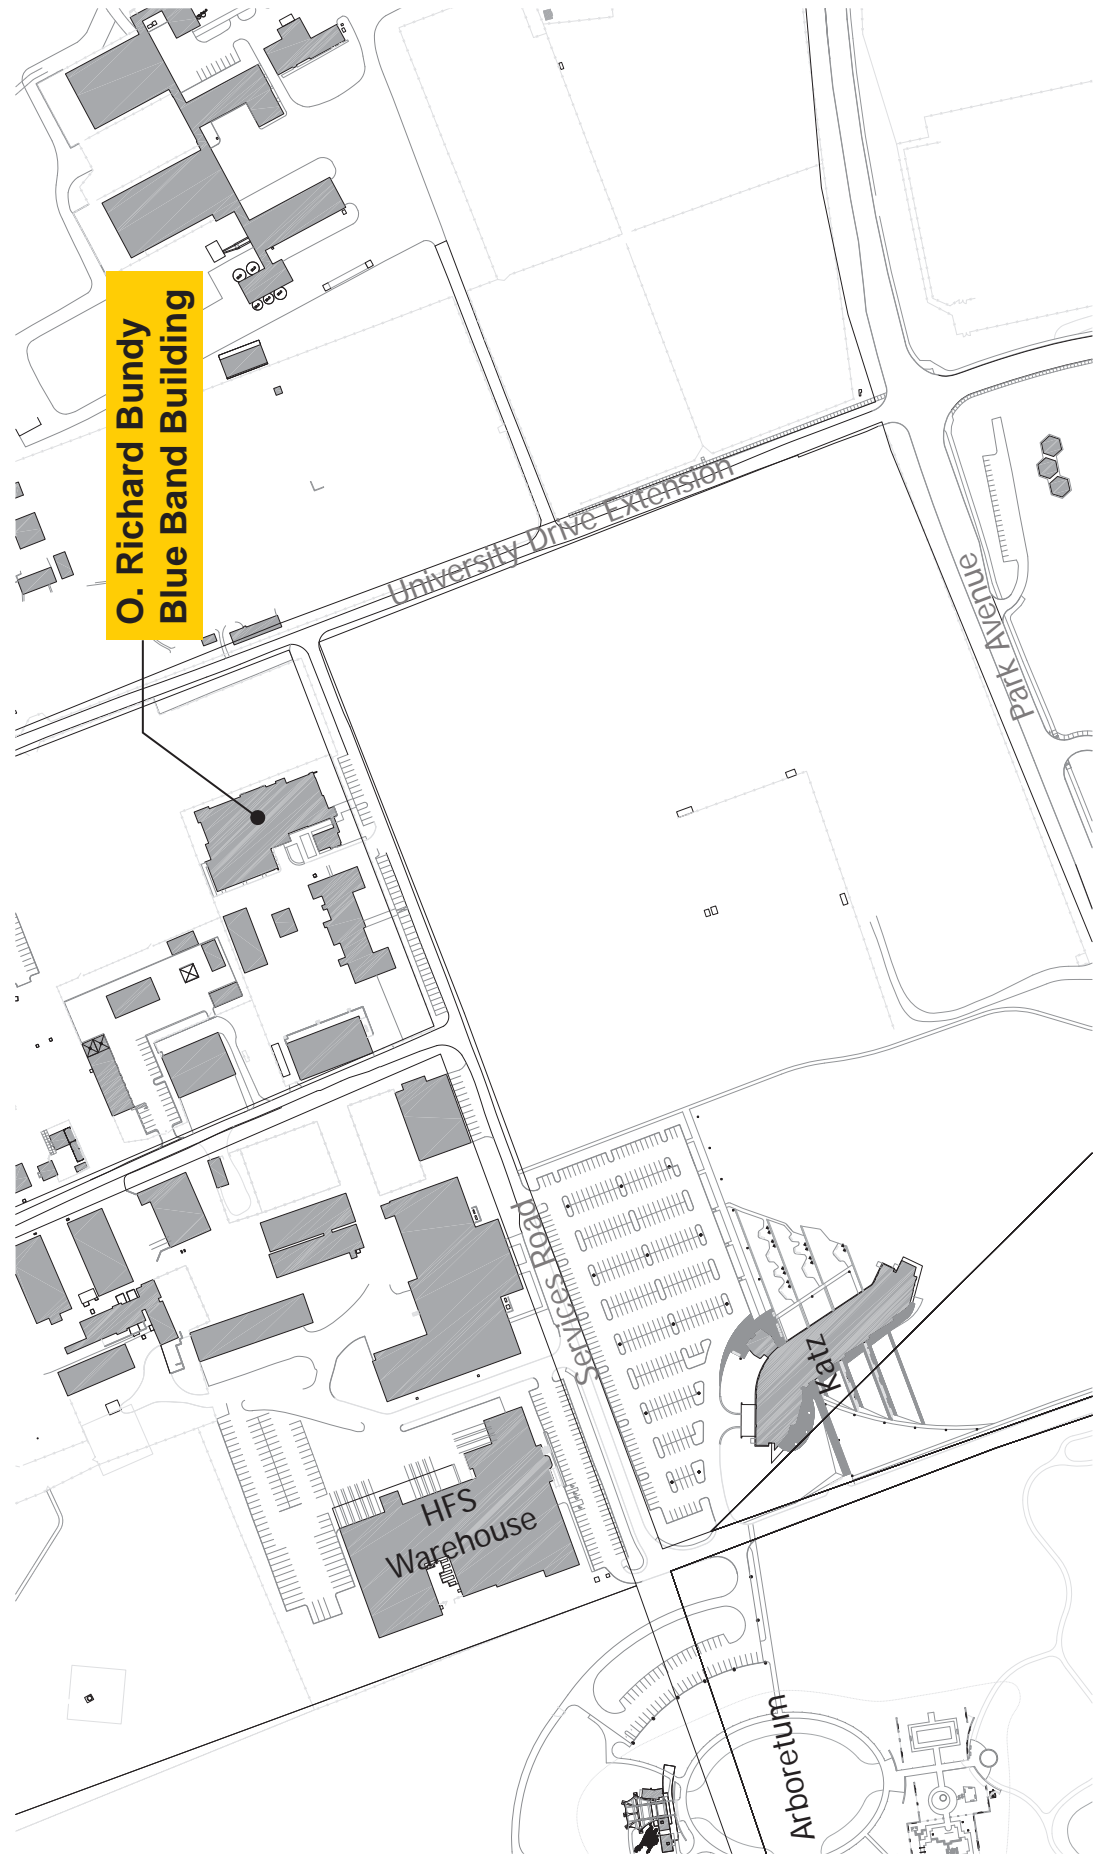 O. Richard Bundy
Blue Band Building
University Drive Extension
Park Avenue
Services Road
Katz
HFS
Warehouse
Arboretum